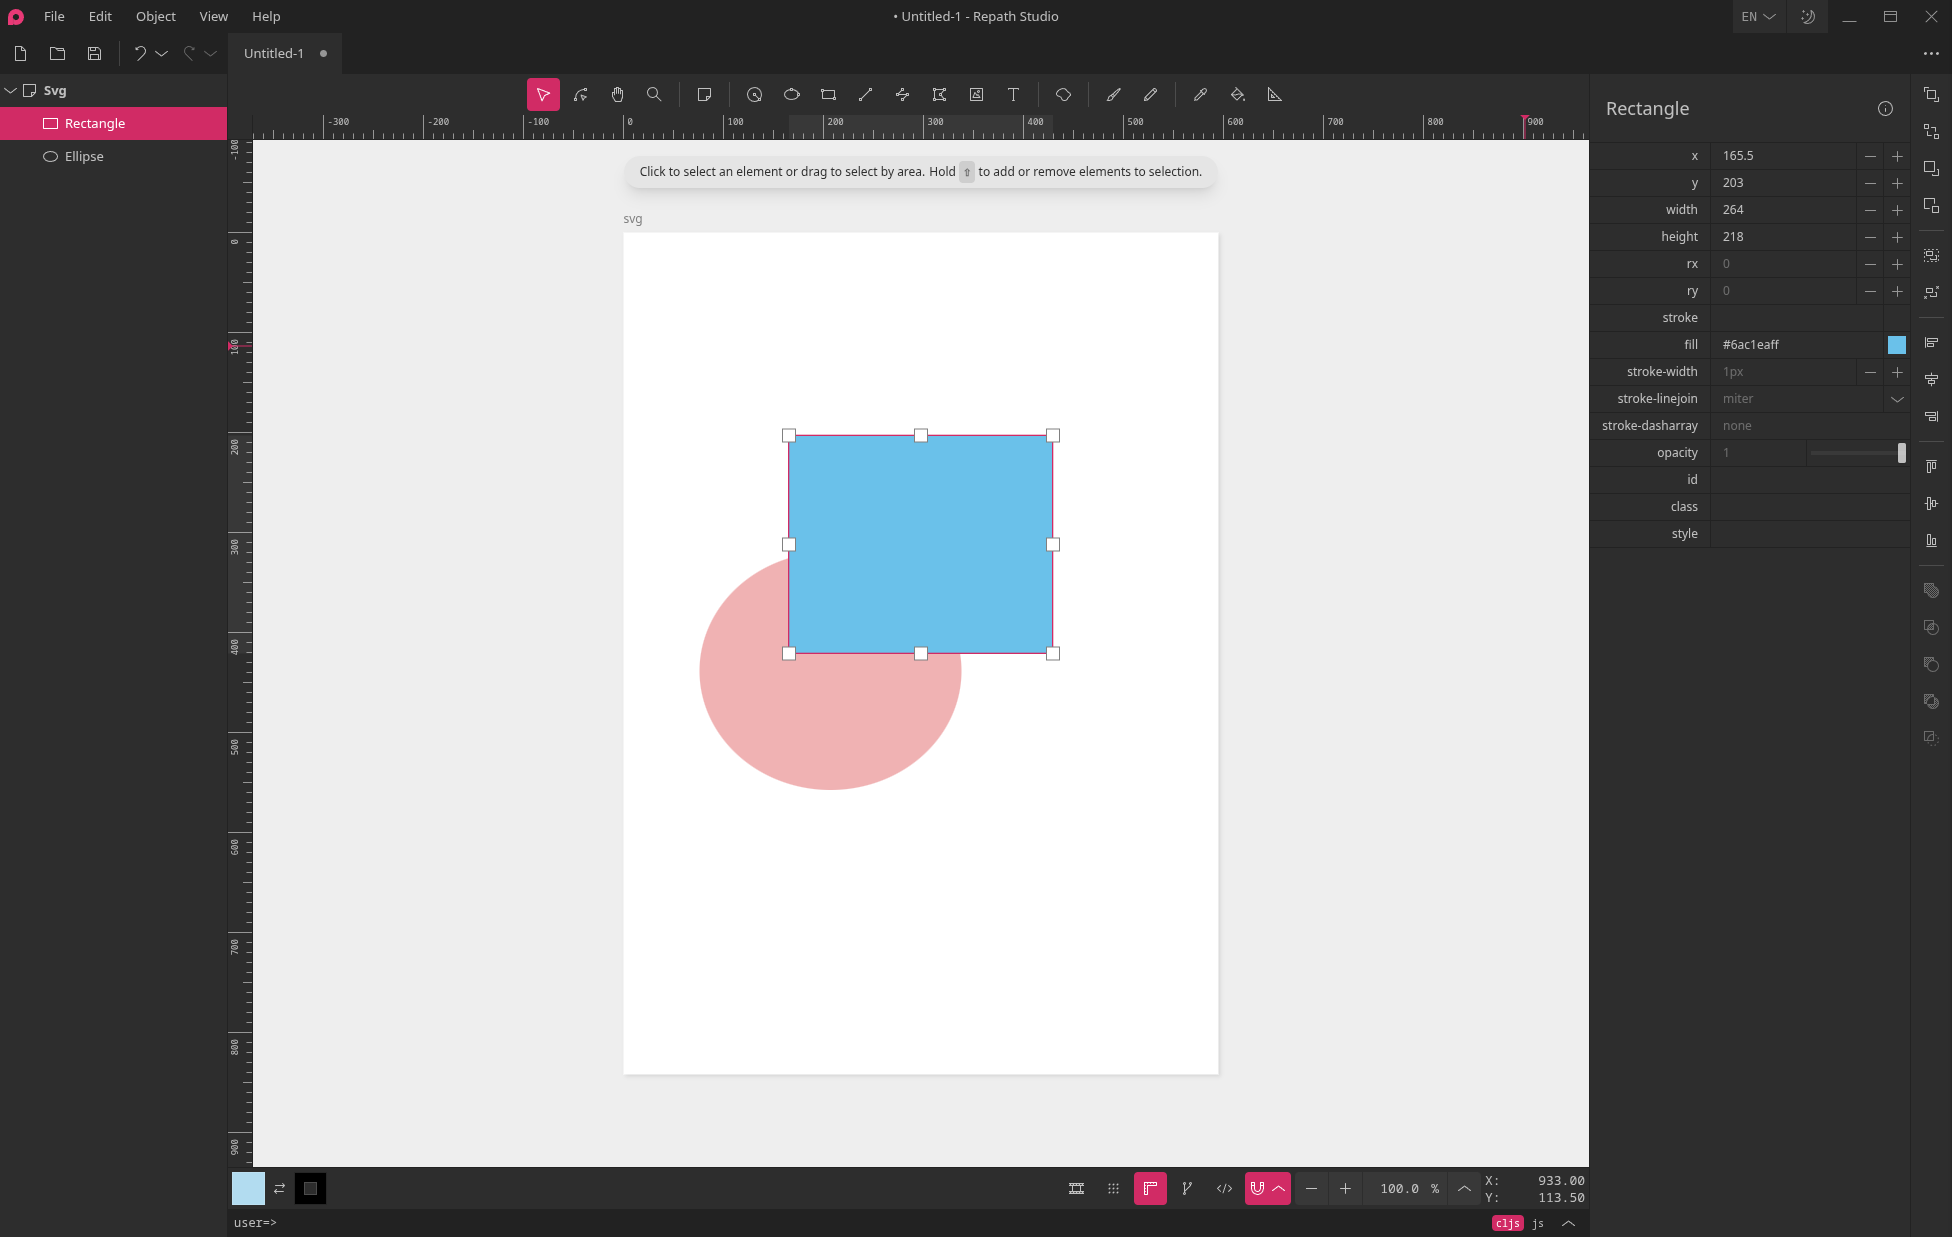 File Edit Object View Help
• Untitled-1 - Repath Studio
EN
Untitled-1
Svg
Rectangle
Ellipse
-300 -200 -100 0 100 200 300 400 500 600 700 800 900
-100
0
100
200
300
400
500
600
700
800
900
Click to select an element or drag to select by area. Hold ⇧ to add or remove elements to selection.
svg
Rectangle
x 165.5
y 203
width 264
height 218
rx 0
ry 0
stroke
fill #6ac1eaff
stroke-width 1px
stroke-linejoin miter
stroke-dasharray none
opacity 1
id
class
style
100.0 %
X: 933.00
Y: 113.50
user=>
cljs js